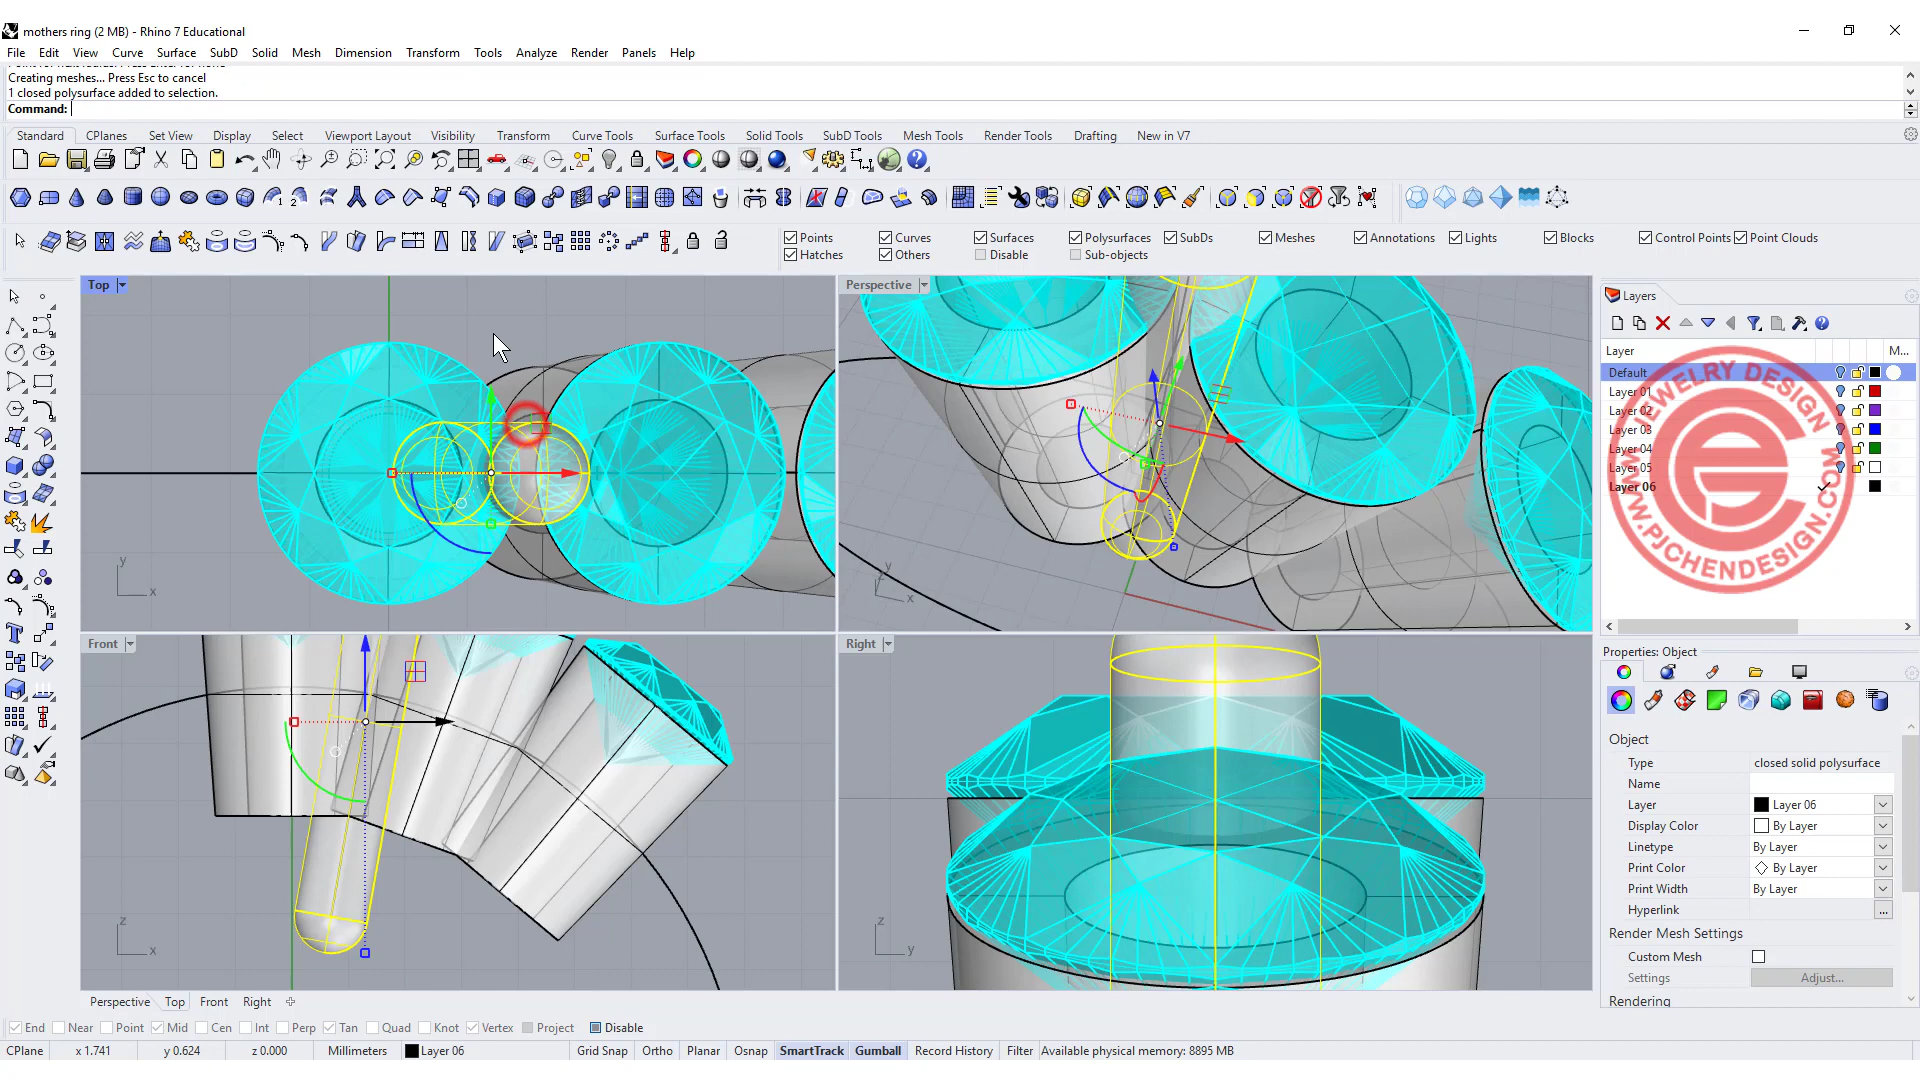 mothers ring (2 MB) - Rhino 7 Educational
File Edit View Curve Surface SubD Solid Mesh Dimension Transform Tools Analyze Render Panels Help
Creating meshes... Press Esc to cancel
1 closed polysurface added to selection.
Command:
Standard CPlanes Set View Display Select Viewport Layout Visibility Transform Curve Tools Surface Tools Solid Tools SubD Tools Mesh Tools Render Tools Drafting New in V7
Points Curves Surfaces Polysurfaces SubDs Meshes Annotations Lights Blocks Control Points Point Clouds
Hatches Others Disable Sub-objects
Top
Perspective
Front
Right
Layers
Layer M...
Default
Layer 01
Layer 02
Layer 03
Layer 04
Layer 05
Layer 06
JEWELRY DESIGN
WWW.PJCHENDESIGN.COM
Properties: Object
Object
Type closed solid polysurface
Name
Layer Layer 06
Display Color By Layer
Linetype By Layer
Print Color By Layer
Print Width By Layer
Hyperlink ...
Render Mesh Settings
Custom Mesh
Settings Adjust...
Rendering
y x
y x
z x
z y
Perspective Top Front Right
End Near Point Mid Cen Int Perp Tan Quad Knot Vertex Project Disable
CPlane x 1.741 y 0.624 z 0.000 Millimeters Layer 06 Grid Snap Ortho Planar Osnap SmartTrack Gumball Record History Filter Available physical memory: 8895 MB